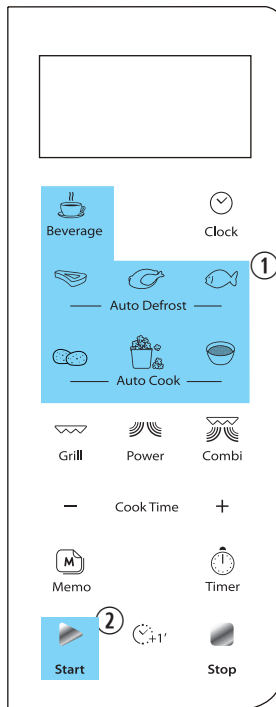 Beverage Clock
①
Auto Defrost
Auto Cook
Grill Power Combi
− Cook Time +
M
Memo Timer
②
+1'
Start Stop